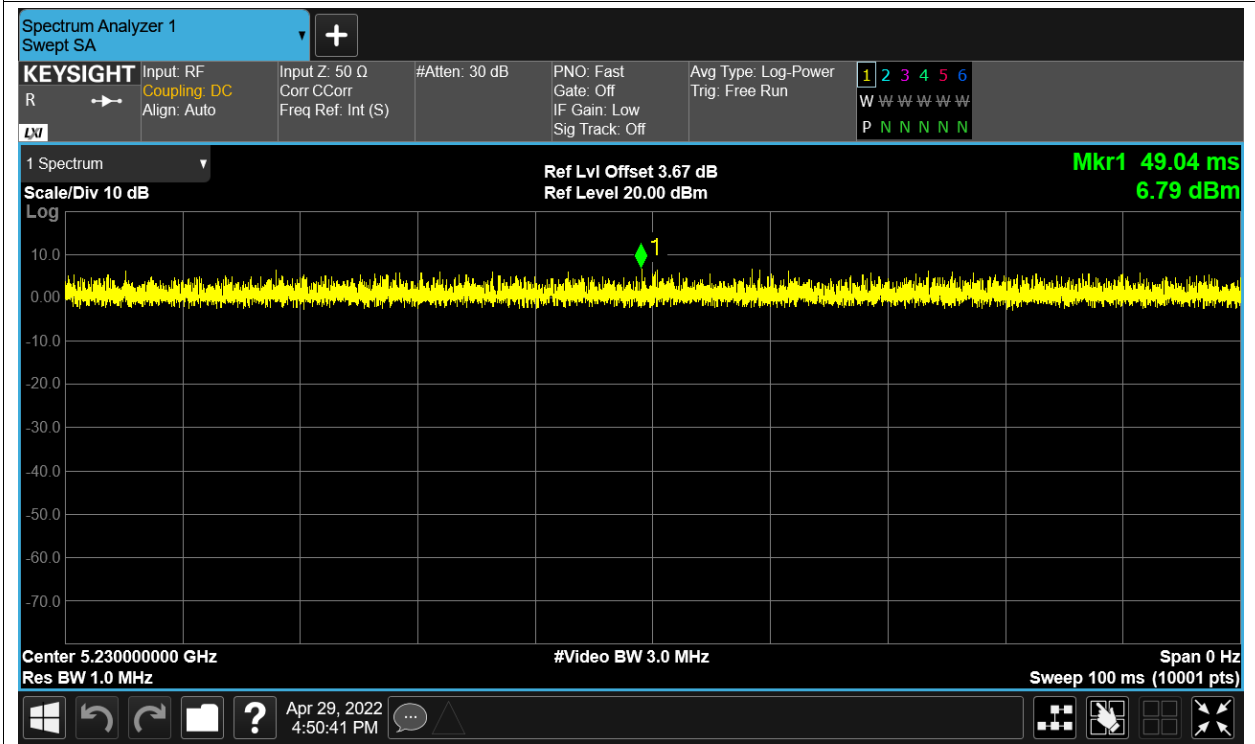 Spectrum Analyzer 1
Swept SA
KEYSIGHT
R
LXI
Input: RF
Coupling: DC
Align: Auto
Input Z: 50 Ω
Corr CCorr
Freq Ref: Int (S)
#Atten: 30 dB
PNO: Fast
Gate: Off
IF Gain: Low
Sig Track: Off
Avg Type: Log-Power
Trig: Free Run
1 2 3 4 5 6
W W W W W W
P N N N N N
1 Spectrum
Scale/Div 10 dB
Log
Ref Lvl Offset 3.67 dB
Ref Level 20.00 dBm
Mkr1 49.04 ms
6.79 dBm
1
10.0
0.00
-10.0
-20.0
-30.0
-40.0
-50.0
-60.0
-70.0
Center 5.230000000 GHz
Res BW 1.0 MHz
#Video BW 3.0 MHz
Span 0 Hz
Sweep 100 ms (10001 pts)
?
Apr 29, 2022
4:50:41 PM